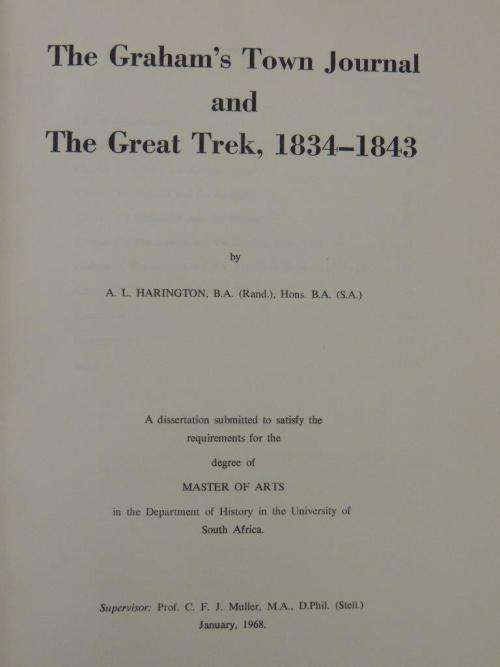 The Graham's Town Journal
and
The Great Trek, 1834–1843
by
A. L. HARINGTON, B.A. (Rand.), Hons. B.A. (S.A.)
A dissertation submitted to satisfy the
requirements for the
degree of
MASTER OF ARTS
in the Department of History in the University of
South Africa.
Supervisor: Prof. C. F. J. Muller, M.A., D.Phil. (Stell.)
January, 1968.